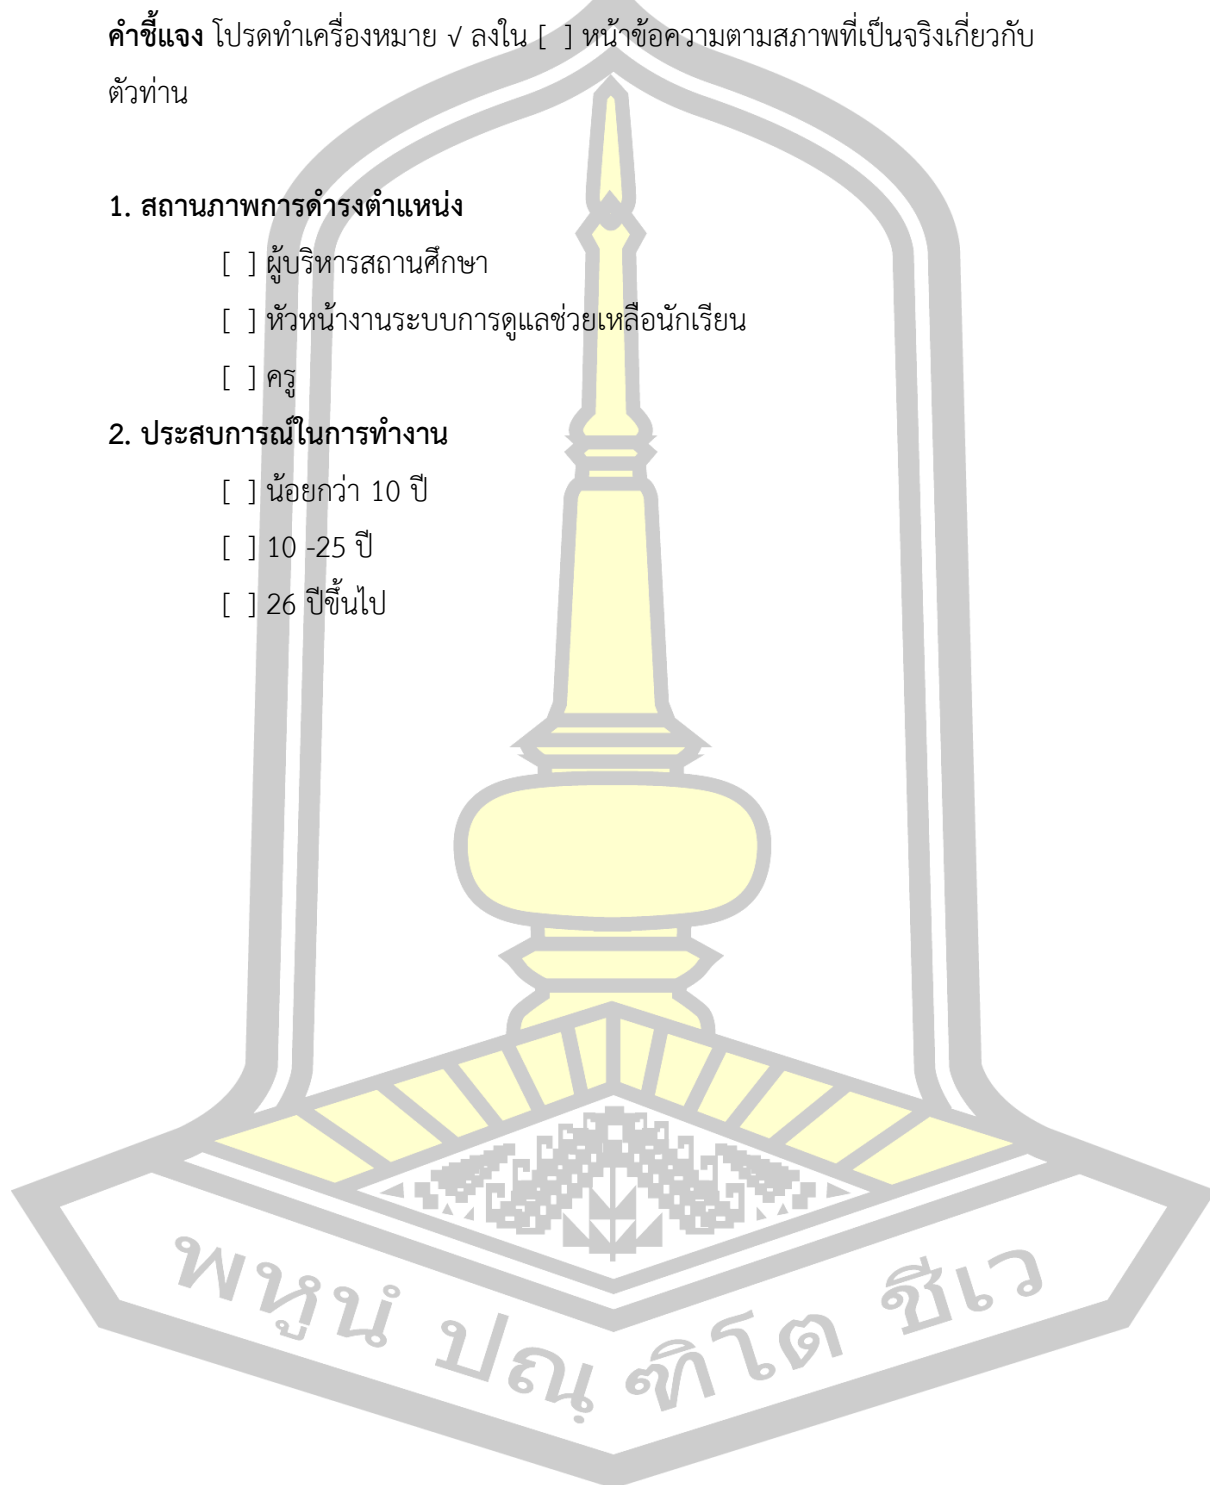 คำชี้แจง โปรดทำเครื่องหมาย √ ลงใน [ ] หน้าข้อความตามสภาพที่เป็นจริงเกี่ยวกับ
ตัวท่าน
1. สถานภาพการดำรงตำแหน่ง
[ ] ผู้บริหารสถานศึกษา
[ ] หัวหน้างานระบบการดูแลช่วยเหลือนักเรียน
[ ] ครู
2. ประสบการณ์ในการทำงาน
[ ] น้อยกว่า 10 ปี
[ ] 10 -25 ปี
[ ] 26 ปีขึ้นไป
พหูนํ ปณฺฑิโต ชีเว